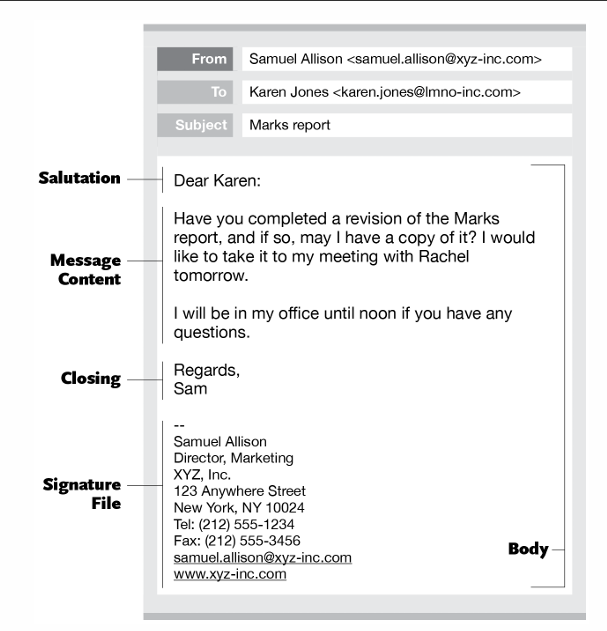 From Samuel Allison <samuel.allison@xyz-inc.com>
To Karen Jones <karen.jones@lmno-inc.com>
Subject Marks report
Salutation
Dear Karen:
Message
Content
Have you completed a revision of the Marks
report, and if so, may I have a copy of it? I would
like to take it to my meeting with Rachel
tomorrow.
I will be in my office until noon if you have any
questions.
Closing
Regards,
Sam
Signature
File
--
Samuel Allison
Director, Marketing
XYZ, Inc.
123 Anywhere Street
New York, NY 10024
Tel: (212) 555-1234
Fax: (212) 555-3456
samuel.allison@xyz-inc.com
www.xyz-inc.com
Body